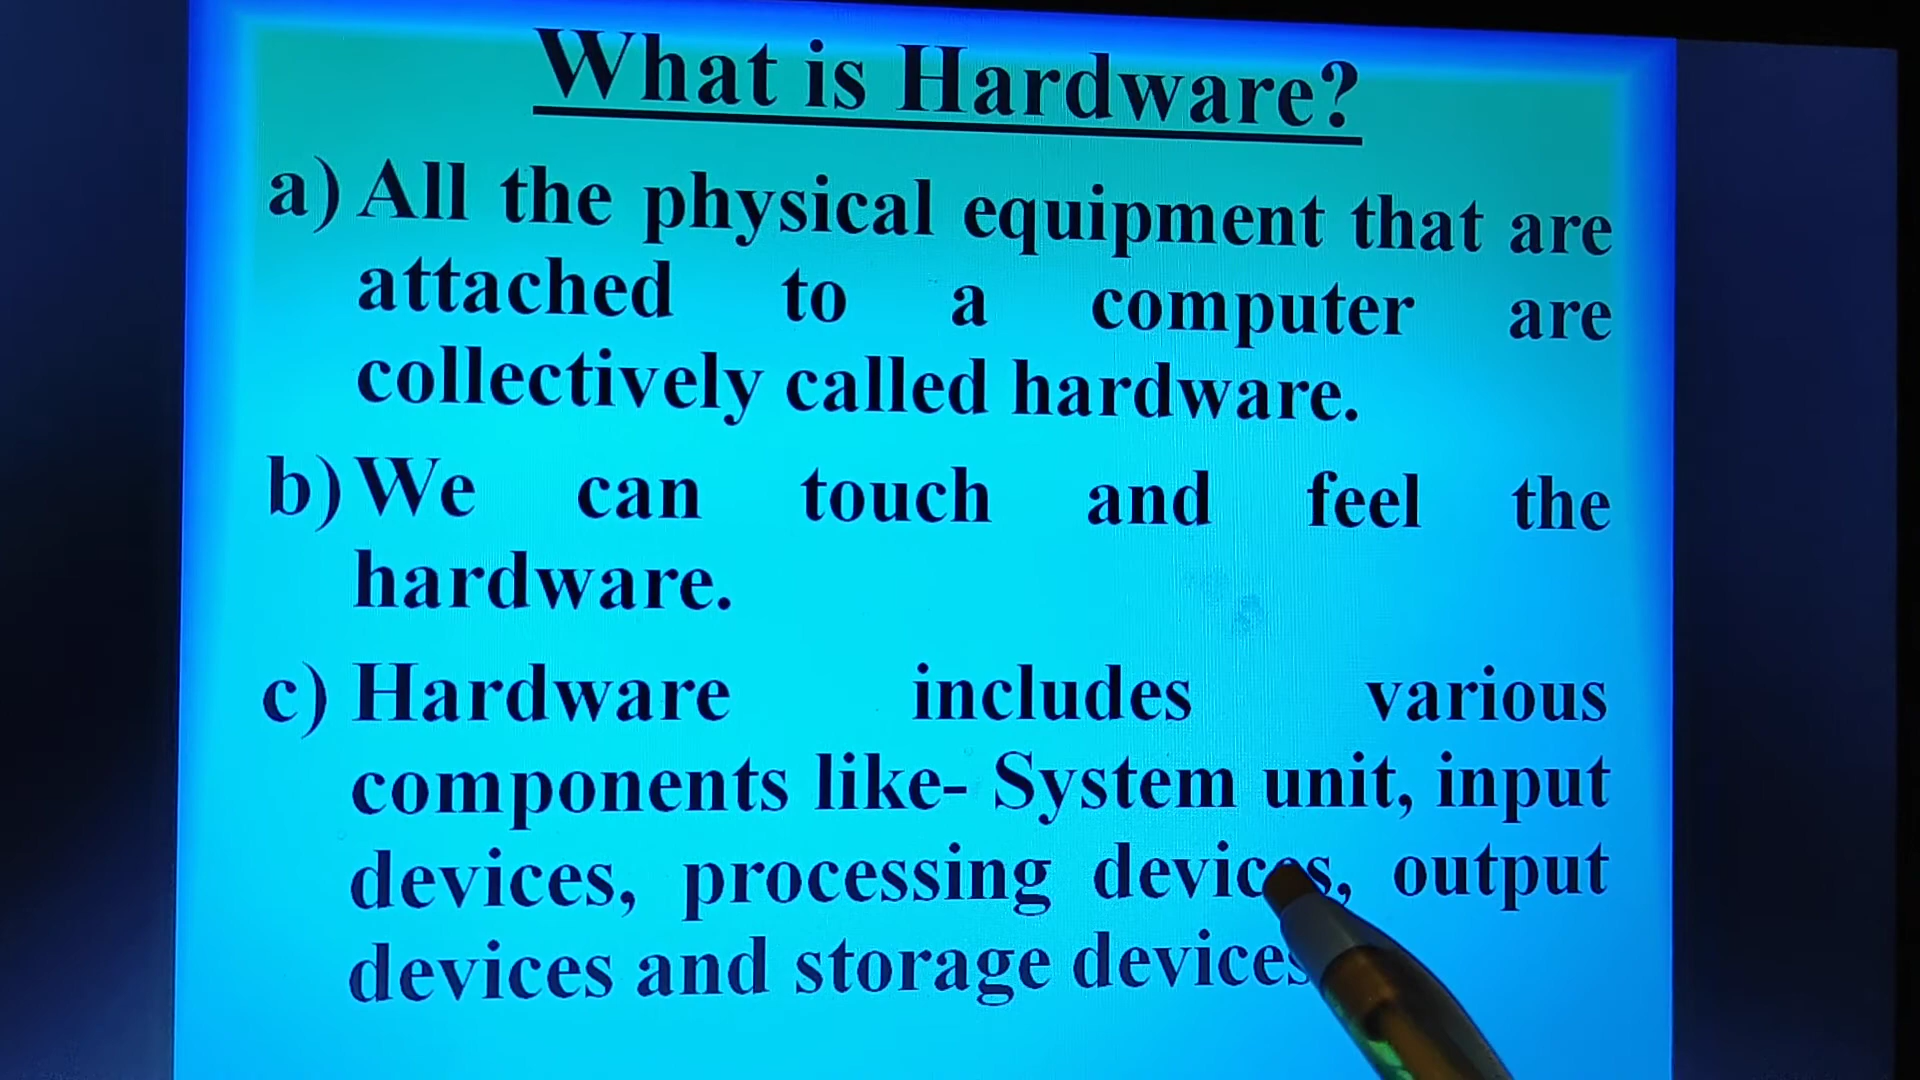 What is Hardware?
a) All the physical equipment that are
attached to a computer are
collectively called hardware.
b) We can touch and feel the
hardware.
c) Hardware includes various
components like- System unit, input
devices, processing devices, output
devices and storage devices